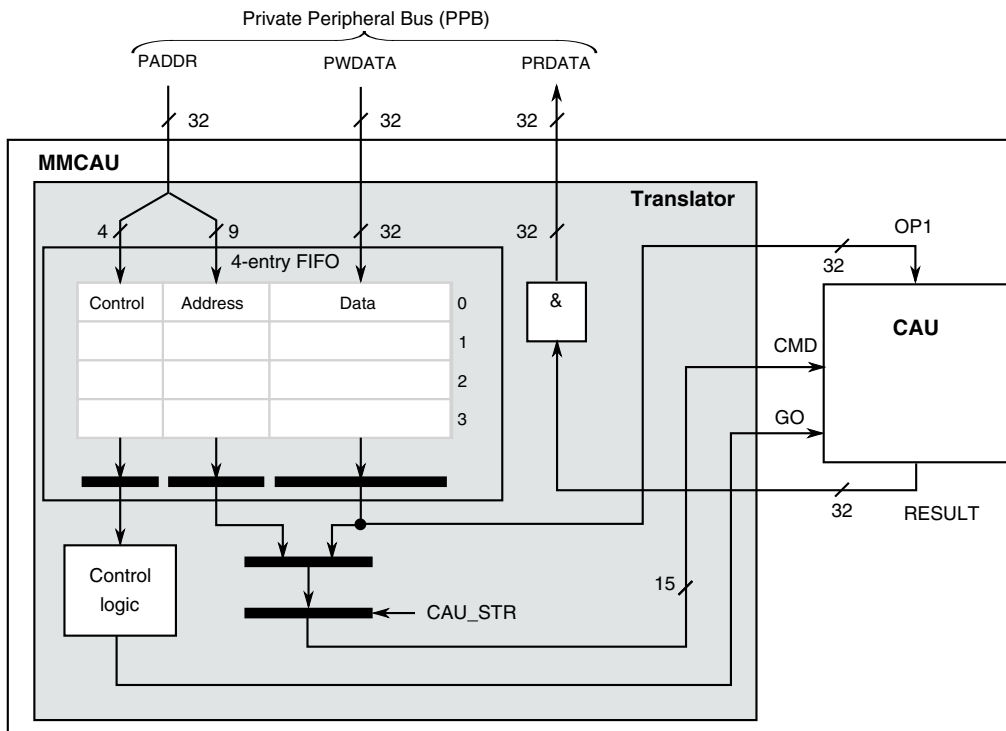 Private Peripheral Bus (PPB)
PADDR PWDATA PRDATA
32 32 32
MMCAU
Translator
4 9 32 32
OP1
32
4-entry FIFO
Control Address Data 0
&
CAU
1
CMD
2
3
GO
32
RESULT
Control
logic
15
CAU_STR